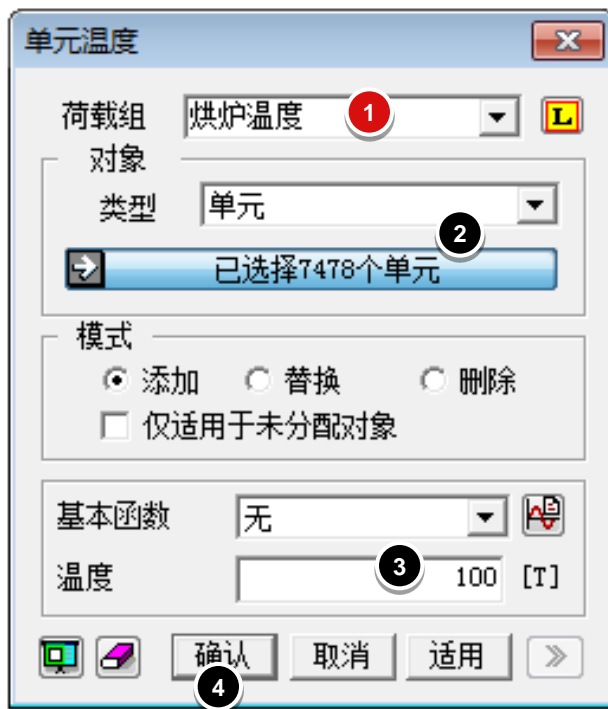 单元温度
荷载组 烘炉温度 1 L
对象
类型 单元
2
已选择7478个单元
模式
添加 替换 删除
仅适用于未分配对象
基本函数 无
温度 3 100 [T]
确认 取消 适用 >>
4